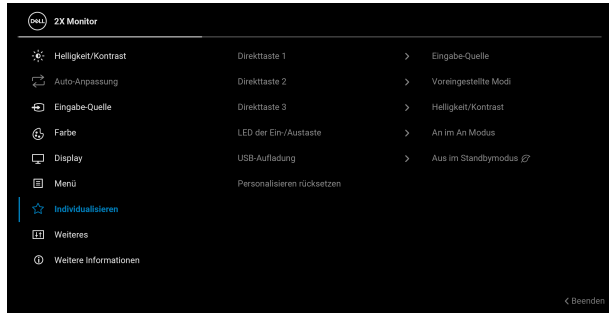 DELL 2X Monitor
Helligkeit/Kontrast Direkttaste 1 > Eingabe-Quelle
Auto-Anpassung Direkttaste 2 > Voreingestellte Modi
Eingabe-Quelle Direkttaste 3 > Helligkeit/Kontrast
Farbe LED der Ein-/Austaste > An im An Modus
Display USB-Aufladung > Aus im Standbymodus
Menü Personalisieren rücksetzen
Individualisieren
Weiteres
Weitere Informationen
< Beenden